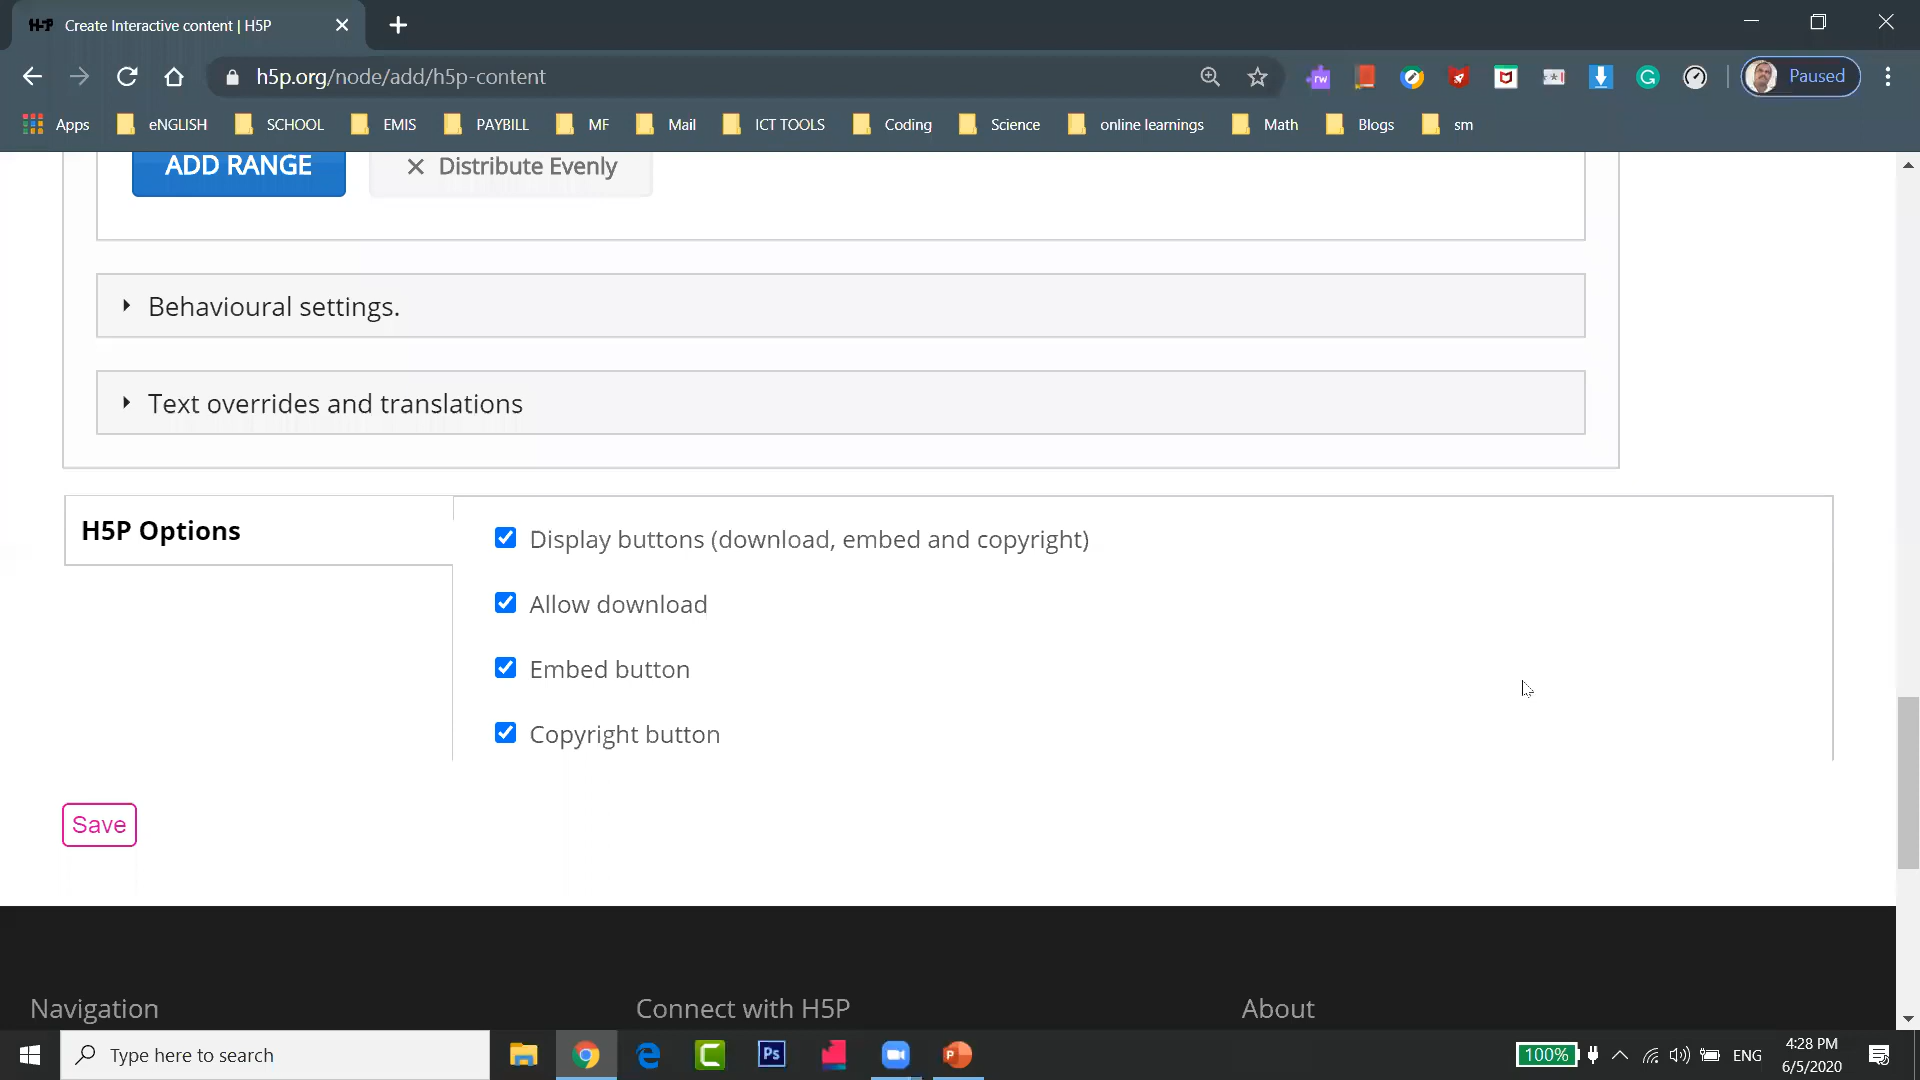 H-P Create Interactive content | H5P
h5p.org/node/add/h5p-content
rw
Paused
Apps eNGLISH SCHOOL EMIS PAYBILL MF Mail ICT TOOLS Coding Science online learnings Math Blogs sm
ADD RANGE Distribute Evenly
Behavioural settings.
Text overrides and translations
H5P Options
Display buttons (download, embed and copyright)
Allow download
Embed button
Copyright button
Save
Navigation Connect with H5P About
Type here to search
Ps
100% ENG
4:28 PM
6/5/2020